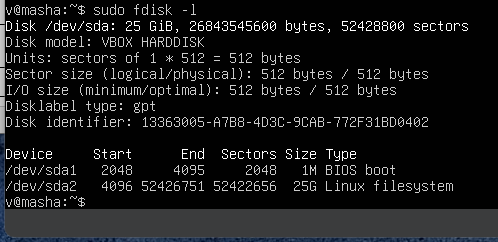 v@masha:~$ sudo fdisk -l
Disk /dev/sda: 25 GiB, 26843545600 bytes, 52428800 sectors
Disk model: VBOX HARDDISK
Units: sectors of 1 * 512 = 512 bytes
Sector size (logical/physical): 512 bytes / 512 bytes
I/O size (minimum/optimal): 512 bytes / 512 bytes
Disklabel type: gpt
Disk identifier: 13363005-A7B8-4D3C-9CAB-772F31BD0402
Device     Start      End  Sectors Size Type
/dev/sda1   2048     4095     2048   1M BIOS boot
/dev/sda2   4096 52426751 52422656  25G Linux filesystem
v@masha:~$